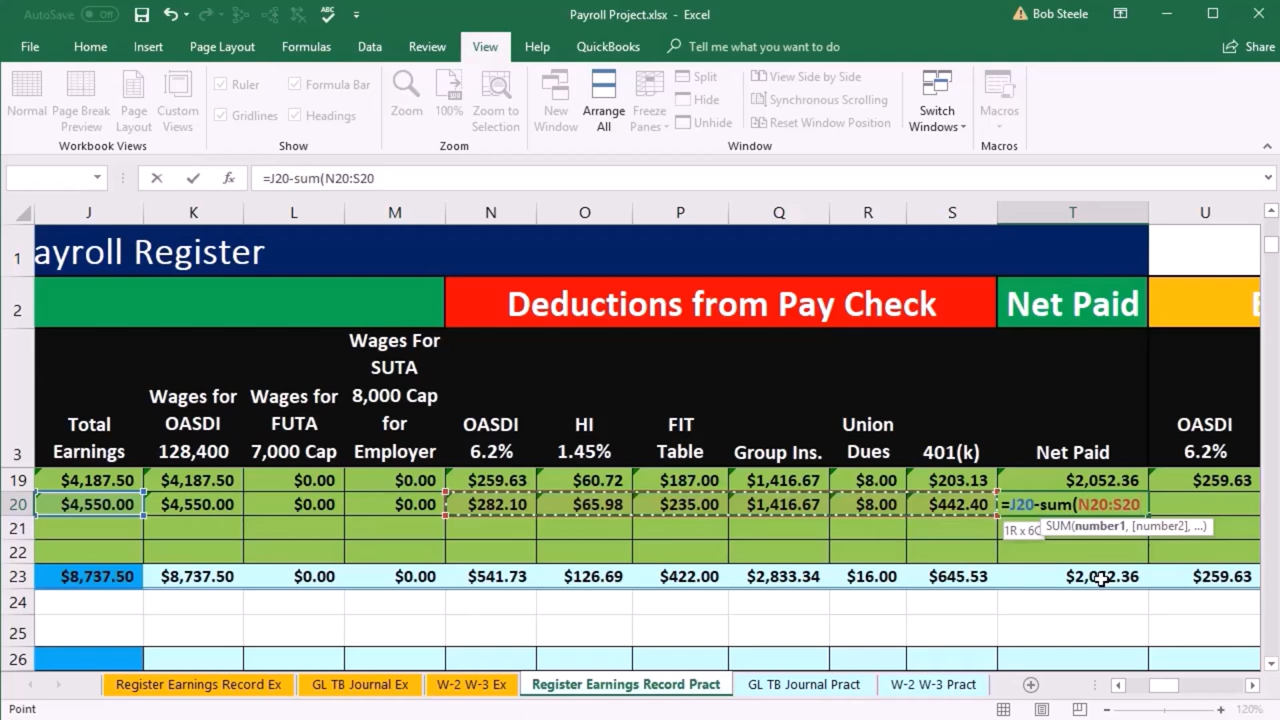 AutoSave Off Payroll Project.xlsx - Excel Bob Steele
File Home Insert Page Layout Formulas Data Review View Help QuickBooks Tell me what you want to do Share
Normal Page Break Preview Page Layout Custom Views
Workbook Views
Ruler Formula Bar
Gridlines Headings
Show
Zoom 100% Zoom to Selection
Zoom
New Window Arrange All Freeze Panes
Split View Side by Side
Hide Synchronous Scrolling
Unhide Reset Window Position
Switch Windows
Window
Macros
Macros
fx =J20-sum(N20:S20
J K L M N O P Q R S T U
1 ayroll Register
2 Deductions from Pay Check Net Paid
3 Total Earnings Wages for OASDI 128,400 Wages for FUTA 7,000 Cap Wages For SUTA 8,000 Cap for Employer OASDI 6.2% HI 1.45% FIT Table Group Ins. Union Dues 401(k) Net Paid OASDI 6.2%
19 $4,187.50 $4,187.50 $0.00 $0.00 $259.63 $60.72 $187.00 $1,416.67 $8.00 $203.13 $2,052.36 $259.63
20 $4,550.00 $4,550.00 $0.00 $0.00 $282.10 $65.98 $235.00 $1,416.67 $8.00 $442.40 =J20-sum(N20:S20
1R x 6C SUM(number1, [number2], ...)
21
22
23 $8,737.50 $8,737.50 $0.00 $0.00 $541.73 $126.69 $422.00 $2,833.34 $16.00 $645.53 $2,052.36 $259.63
24
25
26
Register Earnings Record Ex GL TB Journal Ex W-2 W-3 Ex Register Earnings Record Pract GL TB Journal Pract W-2 W-3 Pract
Point 120%